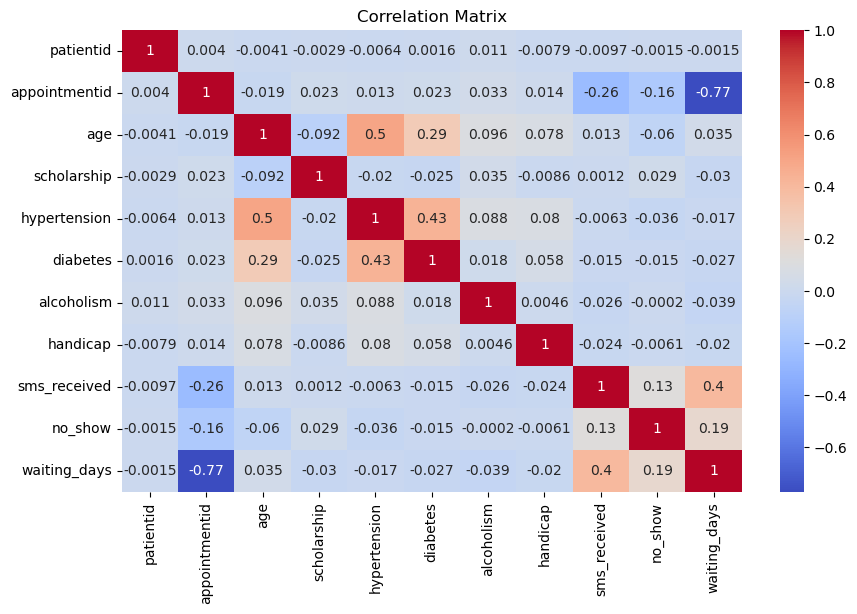 Correlation Matrix
patientid 1 0.004 -0.0041 -0.0029 -0.0064 0.0016 0.011 -0.0079 -0.0097 -0.0015 -0.0015
appointmentid 0.004 1 -0.019 0.023 0.013 0.023 0.033 0.014 -0.26 -0.16 -0.77
age -0.0041 -0.019 1 -0.092 0.5 0.29 0.096 0.078 0.013 -0.06 0.035
scholarship -0.0029 0.023 -0.092 1 -0.02 -0.025 0.035 -0.0086 0.0012 0.029 -0.03
hypertension -0.0064 0.013 0.5 -0.02 1 0.43 0.088 0.08 -0.0063 -0.036 -0.017
diabetes 0.0016 0.023 0.29 -0.025 0.43 1 0.018 0.058 -0.015 -0.015 -0.027
alcoholism 0.011 0.033 0.096 0.035 0.088 0.018 1 0.0046 -0.026 -0.0002 -0.039
handicap -0.0079 0.014 0.078 -0.0086 0.08 0.058 0.0046 1 -0.024 -0.0061 -0.02
sms_received -0.0097 -0.26 0.013 0.0012 -0.0063 -0.015 -0.026 -0.024 1 0.13 0.4
no_show -0.0015 -0.16 -0.06 0.029 -0.036 -0.015 -0.0002 -0.0061 0.13 1 0.19
waiting_days -0.0015 -0.77 0.035 -0.03 -0.017 -0.027 -0.039 -0.02 0.4 0.19 1
patientid
appointmentid
age
scholarship
hypertension
diabetes
alcoholism
handicap
sms_received
no_show
waiting_days
1.0
0.8
0.6
0.4
0.2
0.0
−0.2
−0.4
−0.6